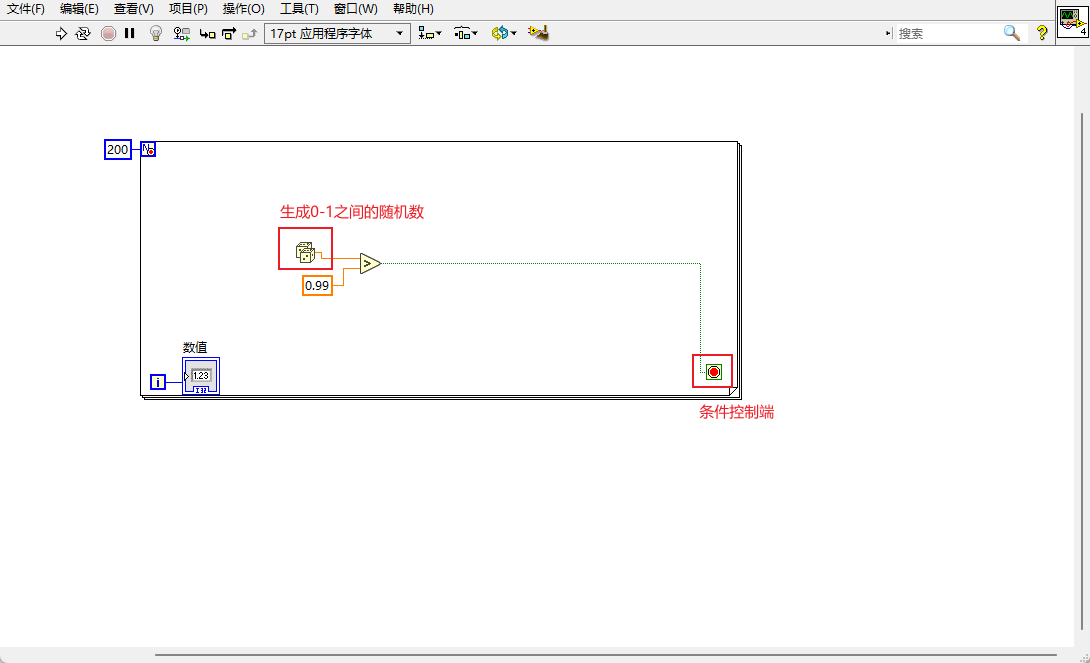 文件(F) 编辑(E) 查看(V) 项目(P) 操作(O) 工具(T) 窗口(W) 帮助(H)
17pt 应用程序字体
搜索
?
4
200
N
生成0-1之间的随机数
>
0.99
数值
1.23
I32
i
条件控制端